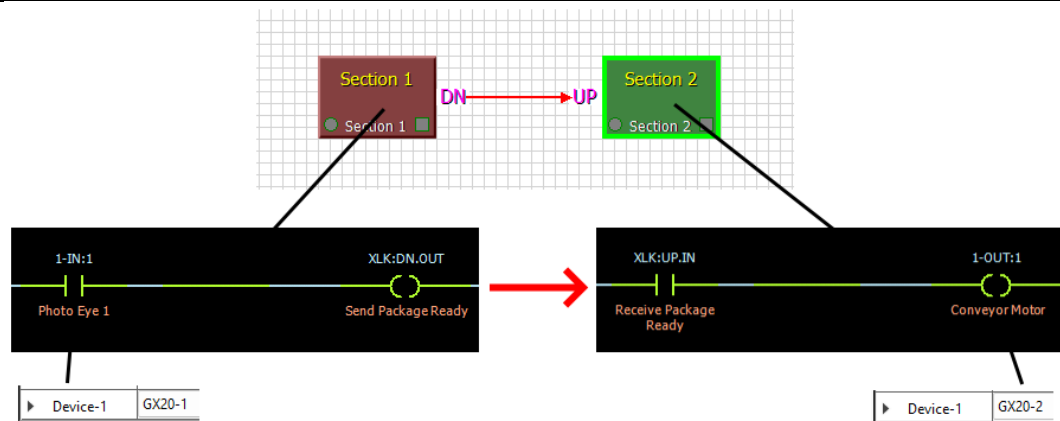 Section 1
Section 2
DN
UP
Section 1
Section 2
1-IN:1
XLK:DN.OUT
XLK:UP.IN
1-OUT:1
Photo Eye 1
Send Package Ready
Receive Package
Ready
Conveyor Motor
Device-1
GX20-1
Device-1
GX20-2